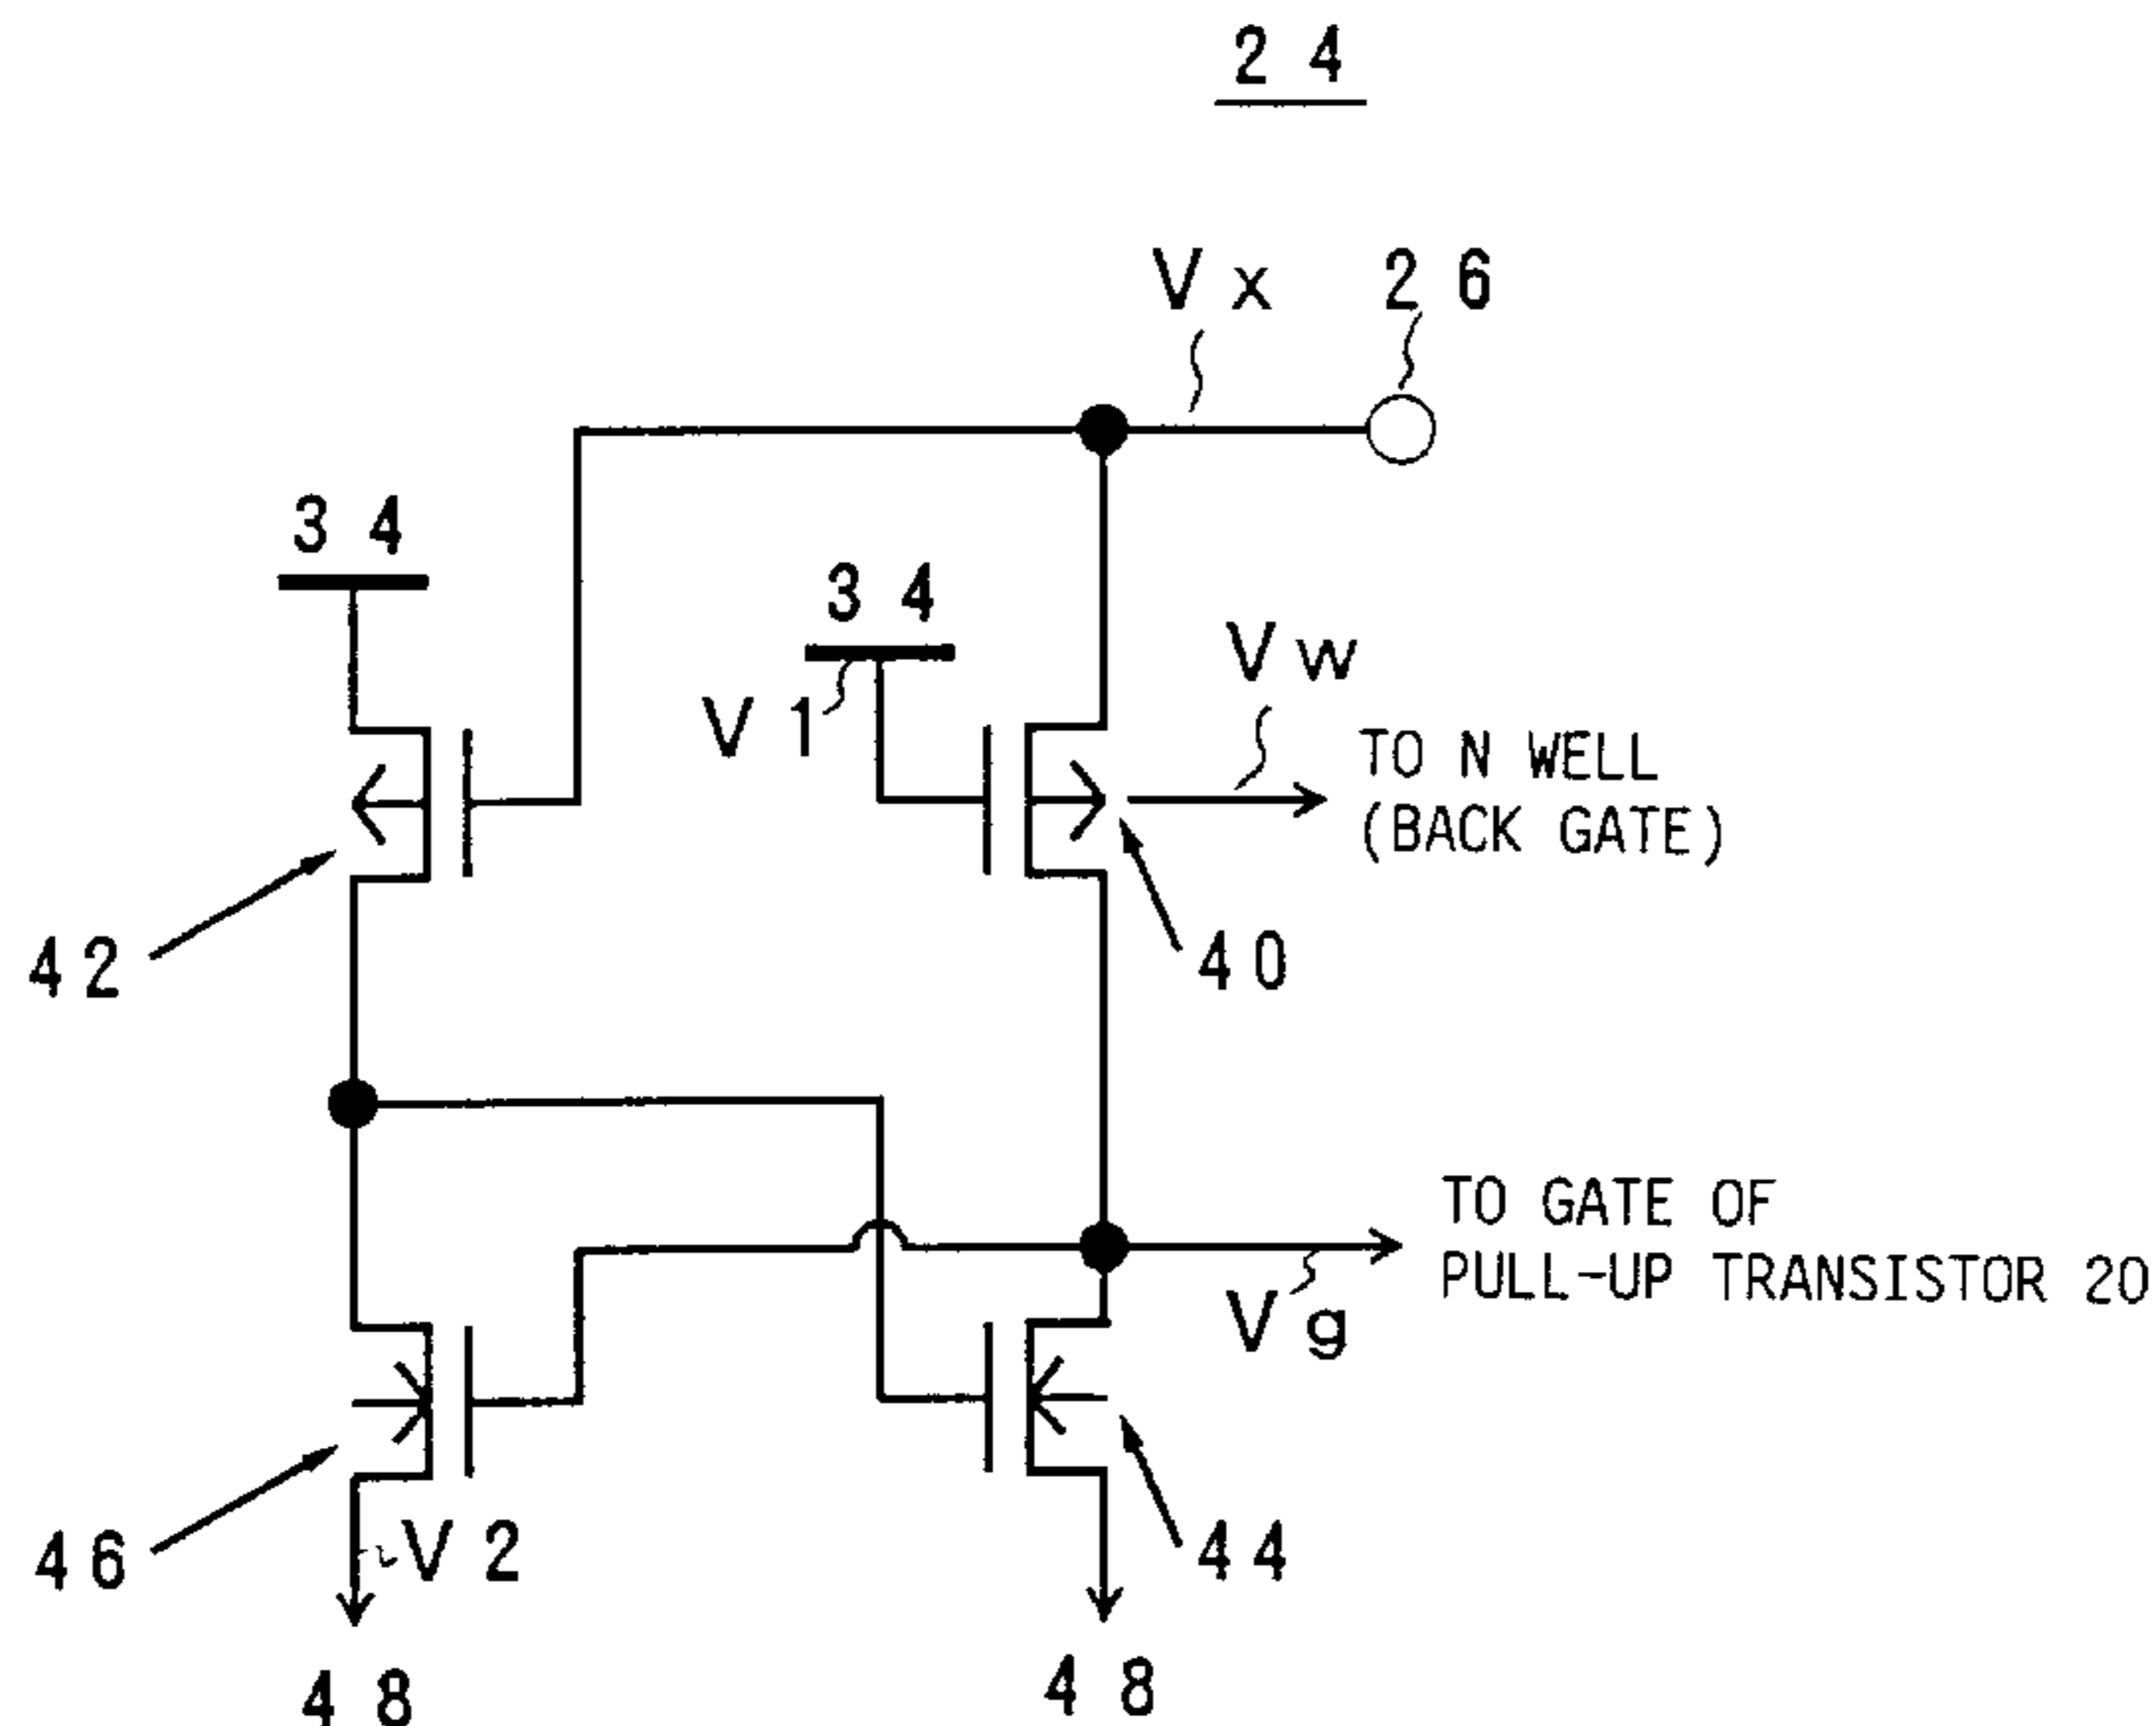 24
Vx 26
34
34
Vw
V1
TO N WELL
(BACK GATE)
42
40
TO GATE OF
PULL-UP TRANSISTOR 20
Vg
46
V2
44
48
48